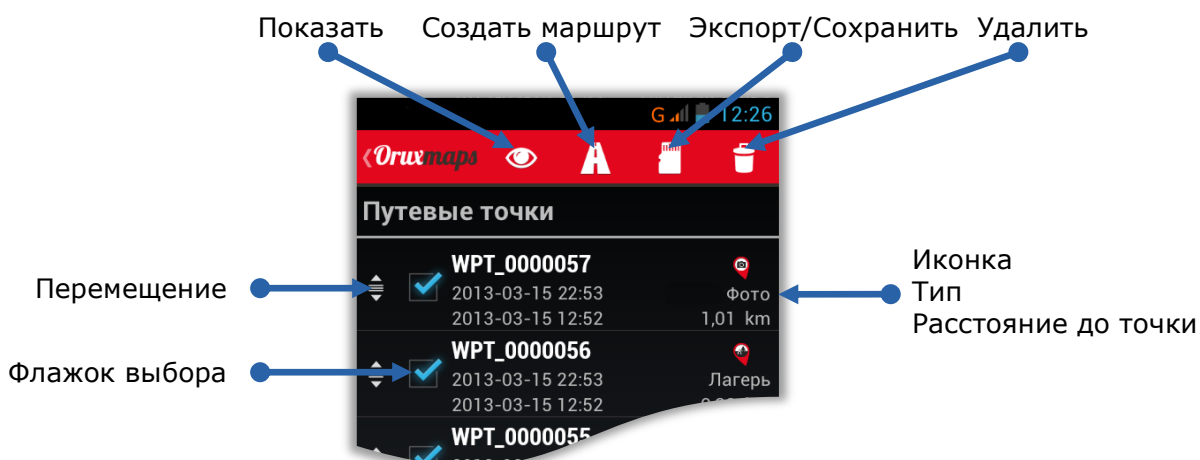 Показать Создать маршрут Экспорт/Сохранить Удалить
G 12:26
Oruxmaps
Путевые точки
WPT_0000057
2013-03-15 22:53 Фото
2013-03-15 12:52 1,01 km
Перемещение
Иконка
Тип
Расстояние до точки
WPT_0000056
2013-03-15 22:53 Лагерь
2013-03-15 12:52
Флажок выбора
WPT_0000055